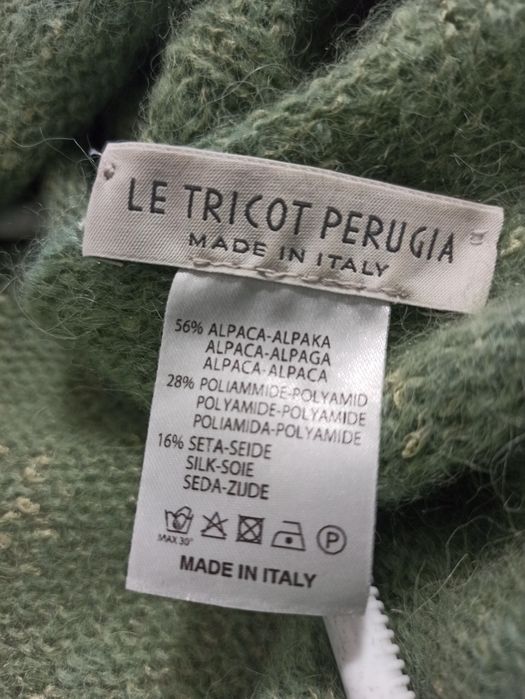 LE TRICOT PERUGIA
MADE IN ITALY
56% ALPACA-ALPAKA
ALPACA-ALPAGA
ALPACA-ALPACA
28% POLIAMMIDE-POLYAMID
POLYAMIDE-POLYAMIDE
POLIAMIDA-POLYAMIDE
16% SETA-SEIDE
SILK-SOIE
SEDA-ZIJDE
MAX 30°
P
MADE IN ITALY